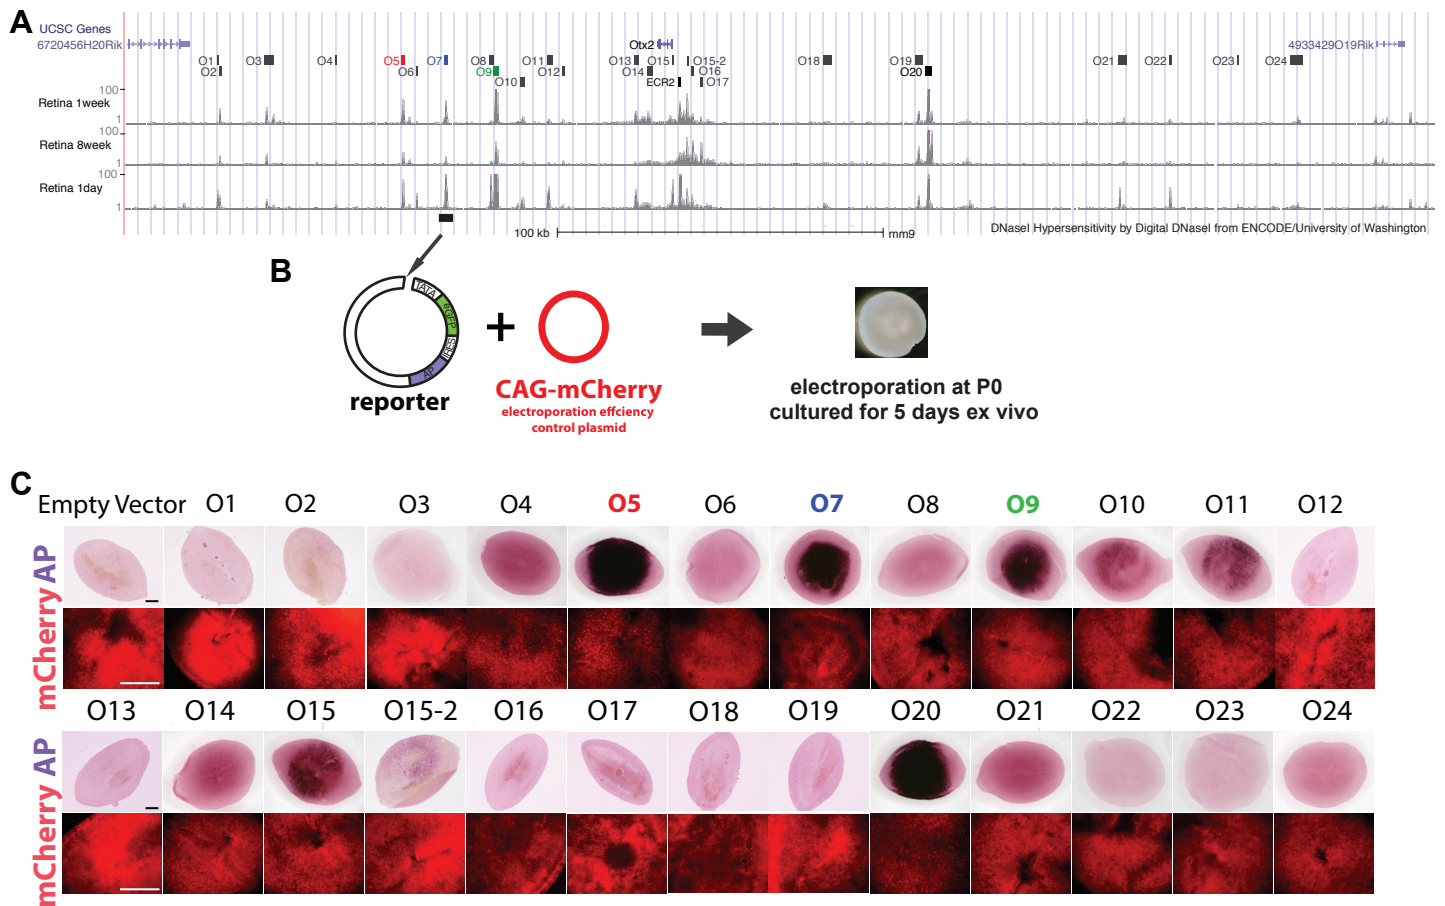 A
UCSC Genes
6720456H20Rik
Otx2
4933429O19Rik
O1 O3 O4 O5 O7 O8 O11 O13 O15 O15-2 O18 O19 O21 O22 O23 O24
O2 O6 O9 O12 O14 O16 O20
O10 ECR2 O17
100
Retina 1week
1
100
Retina 8week
1
100
Retina 1day
1
100 kb mm9
DNaseI Hypersensitivity by Digital DNaseI from ENCODE/University of Washington
B
TATA
eGFP
IRES
AP
reporter
+
CAG-mCherry
electroporation effciency
control plasmid
electroporation at P0
cultured for 5 days ex vivo
C
Empty Vector O1 O2 O3 O4 O5 O6 O7 O8 O9 O10 O11 O12
mCherry AP
O13 O14 O15 O15-2 O16 O17 O18 O19 O20 O21 O22 O23 O24
mCherry AP